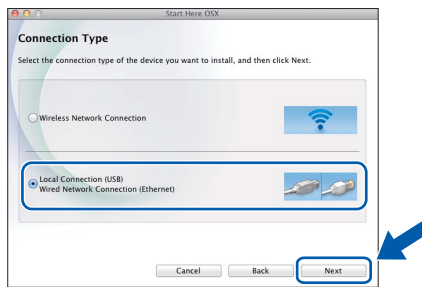 Start Here OSX
Connection Type
Select the connection type of the device you want to install, and then click Next.
Wireless Network Connection
Local Connection (USB)
Wired Network Connection (Ethernet)
Cancel
Back
Next